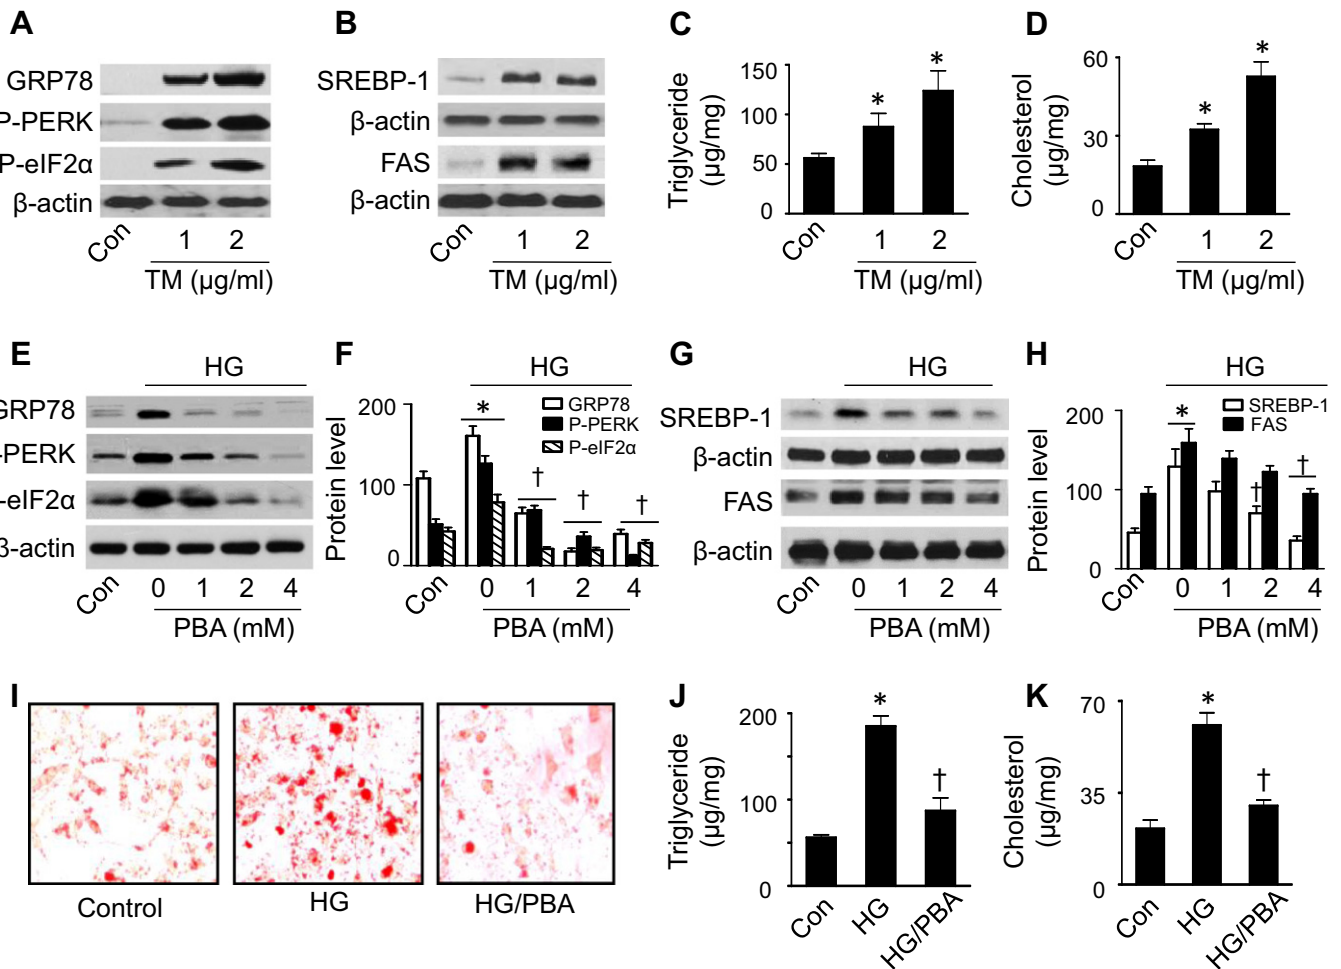 A
GRP78
P-PERK
P-eIF2α
β-actin
Con
1 2
TM (μg/ml)
B
SREBP-1
β-actin
FAS
β-actin
Con
1 2
TM (μg/ml)
C
Triglyceride
(μg/mg)
150
100
50
0
* *
Con
1 2
TM (μg/ml)
D
Cholesterol
(μg/mg)
60
30
0
* *
Con
1 2
TM (μg/ml)
E
HG
GRP78
-PERK
-eIF2α
β-actin
Con
0 1 2 4
PBA (mM)
F
HG
Protein level
200
100
0
GRP78
P-PERK
P-eIF2α
* † † †
Con
0 1 2 4
PBA (mM)
G
HG
SREBP-1
β-actin
FAS
β-actin
Con
0 1 2 4
PBA (mM)
H
HG
Protein level
200
100
0
SREBP-1
FAS
* † †
Con
0 1 2 4
PBA (mM)
I
Control
HG
HG/PBA
J
Triglyceride
(μg/mg)
200
100
0
* †
Con
HG
HG/PBA
K
Cholesterol
(μg/mg)
70
35
0
* †
Con
HG
HG/PBA